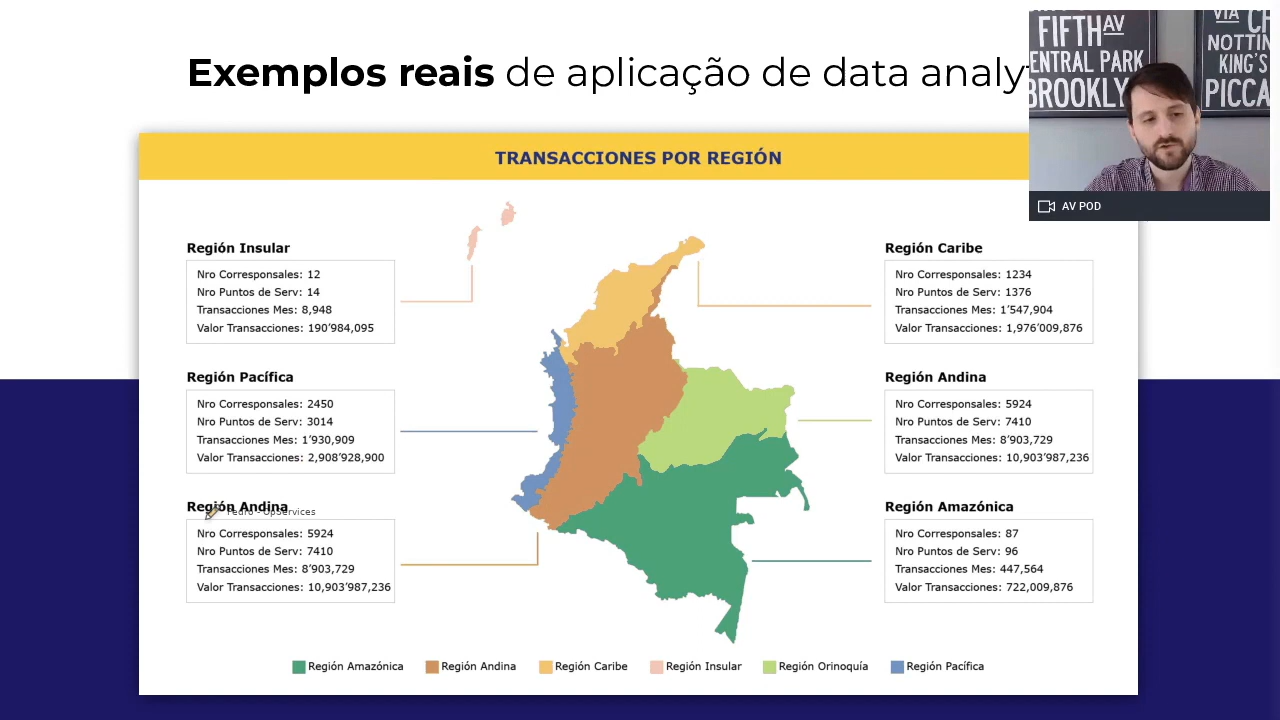 Exemplos reais de aplicação de data analy
FIFTH AV
ENTRAL PARK
BROOKLY
VIA CH
NOTTIN
KING'S
PICCA
AV POD
TRANSACCIONES POR REGIÓN
Región Insular
Nro Corresponsales: 12
Nro Puntos de Serv: 14
Transacciones Mes: 8,948
Valor Transacciones: 190'984,095
Región Caribe
Nro Corresponsales: 1234
Nro Puntos de Serv: 1376
Transacciones Mes: 1'547,904
Valor Transacciones: 1,976'009,876
Región Pacífica
Nro Corresponsales: 2450
Nro Puntos de Serv: 3014
Transacciones Mes: 1'930,909
Valor Transacciones: 2,908'928,900
Región Andina
Nro Corresponsales: 5924
Nro Puntos de Serv: 7410
Transacciones Mes: 8'903,729
Valor Transacciones: 10,903'987,236
Región Andina
Pedro - OpServices
Nro Corresponsales: 5924
Nro Puntos de Serv: 7410
Transacciones Mes: 8'903,729
Valor Transacciones: 10,903'987,236
Región Amazónica
Nro Corresponsales: 87
Nro Puntos de Serv: 96
Transacciones Mes: 447,564
Valor Transacciones: 722,009,876
Región Amazónica Región Andina Región Caribe Región Insular Región Orinoquía Región Pacífica